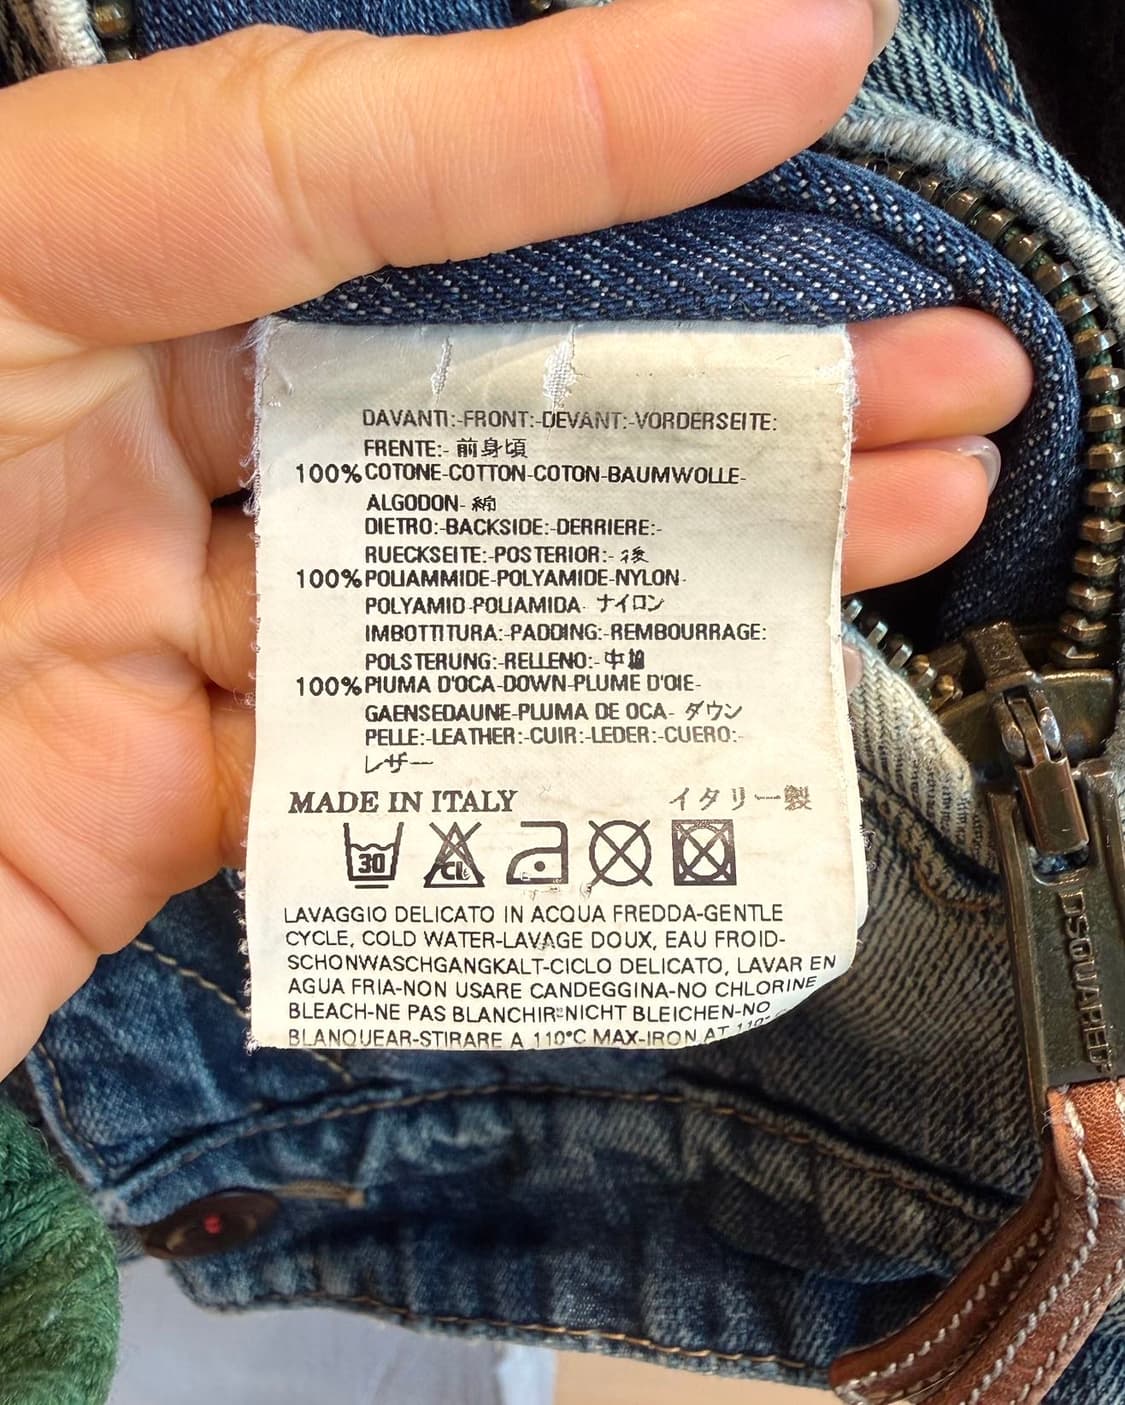 DAVANTI:-FRONT:-DEVANT:-VORDERSEITE:
FRENTE:- 前身頃
100% COTONE-COTTON-COTON-BAUMWOLLE-
ALGODON- 綿
DIETRO:-BACKSIDE:-DERRIERE:-
RUECKSEITE:-POSTERIOR:- 後
100% POLIAMMIDE-POLYAMIDE-NYLON-
POLYAMID-POLIAMIDA- ナイロン
IMBOTTITURA:-PADDING:-REMBOURRAGE:
POLSTERUNG:-RELLENO:- 中綿
100% PIUMA D'OCA-DOWN-PLUME D'OIE-
GAENSEDAUNE-PLUMA DE OCA- ダウン
PELLE:-LEATHER:-CUIR:-LEDER:-CUERO:-
レザー
MADE IN ITALY イタリー製
30 CL
LAVAGGIO DELICATO IN ACQUA FREDDA-GENTLE
CYCLE, COLD WATER-LAVAGE DOUX, EAU FROID-
SCHONWASCHGANGKALT-CICLO DELICATO, LAVAR EN
AGUA FRIA-NON USARE CANDEGGINA-NO CHLORINE
BLEACH-NE PAS BLANCHIR-NICHT BLEICHEN-NO
BLANQUEAR-STIRARE A 110°C MAX-IRON AT 110°
DSQUARED